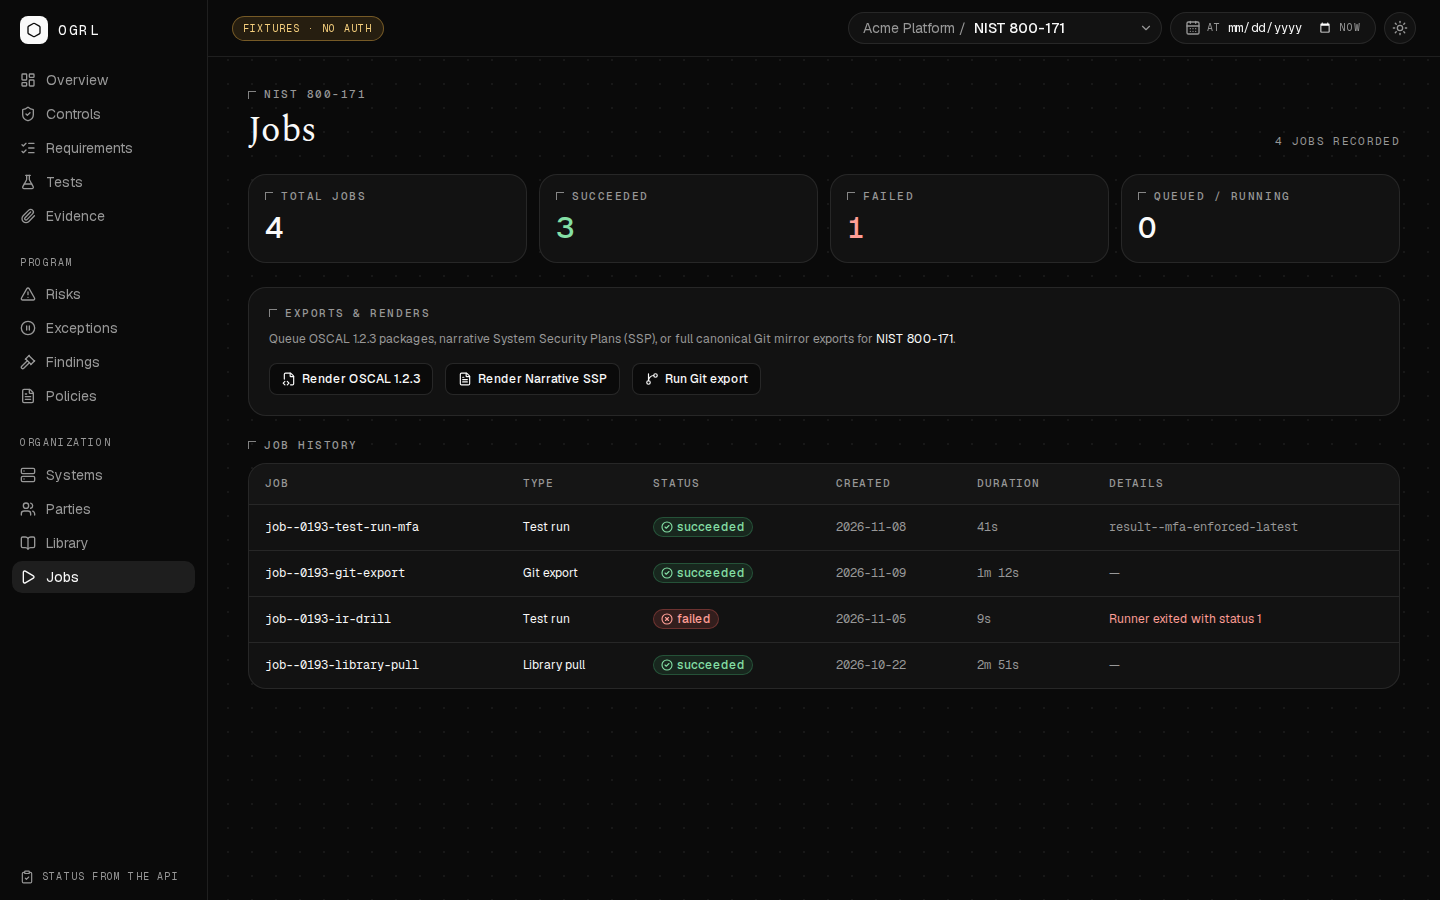 OGRL
FIXTURES · NO AUTH
Acme Platform / NIST 800-171
AT mm/dd/yyyy NOW
Overview
Controls
Requirements
Tests
Evidence
PROGRAM
Risks
Exceptions
Findings
Policies
ORGANIZATION
Systems
Parties
Library
Jobs
STATUS FROM THE API
NIST 800-171
Jobs
4 JOBS RECORDED
TOTAL JOBS
4
SUCCEEDED
3
FAILED
1
QUEUED / RUNNING
0
EXPORTS & RENDERS
Queue OSCAL 1.2.3 packages, narrative System Security Plans (SSP), or full canonical Git mirror exports for NIST 800-171.
Render OSCAL 1.2.3
Render Narrative SSP
Run Git export
JOB HISTORY
JOB TYPE STATUS CREATED DURATION DETAILS
job--0193-test-run-mfa Test run succeeded 2026-11-08 41s result--mfa-enforced-latest
job--0193-git-export Git export succeeded 2026-11-09 1m 12s —
job--0193-ir-drill Test run failed 2026-11-05 9s Runner exited with status 1
job--0193-library-pull Library pull succeeded 2026-10-22 2m 51s —